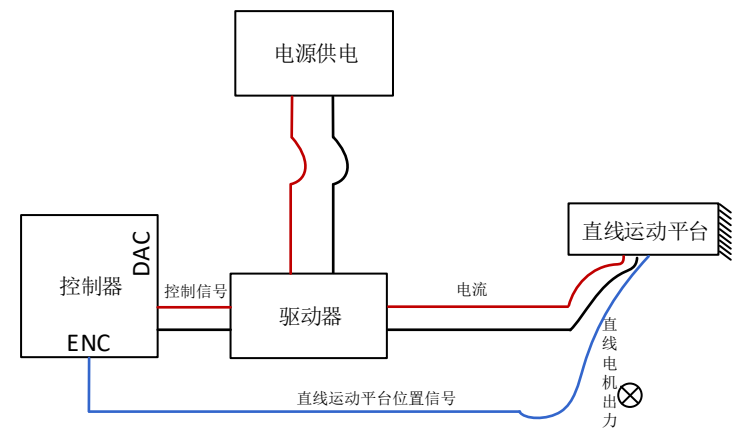 电源供电
直线运动平台
DAC
控制器
控制信号
驱动器
电流
ENC
直线运动平台位置信号
直线电机出力